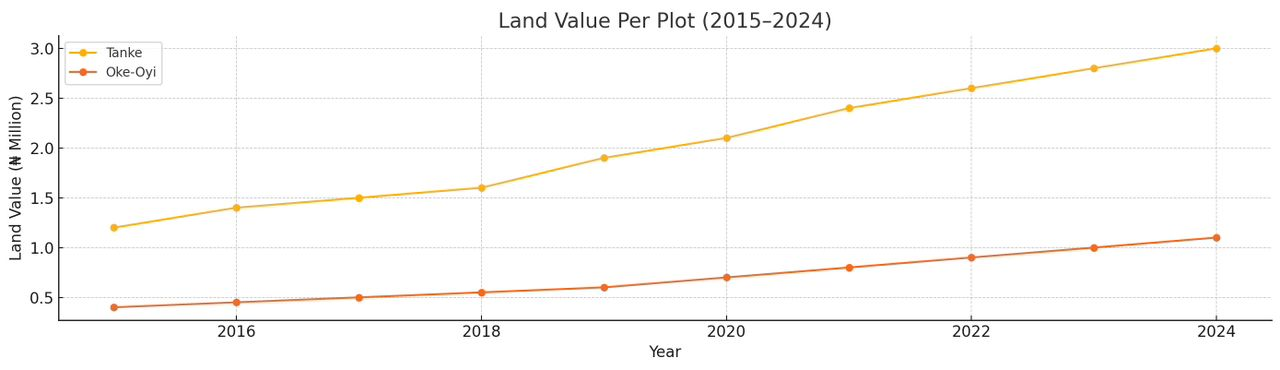 Land Value Per Plot (2015–2024)
Land Value (₦ Million)
3.0
2.5
2.0
1.5
1.0
0.5
Tanke
Oke-Oyi
2016 2018 2020 2022 2024
Year